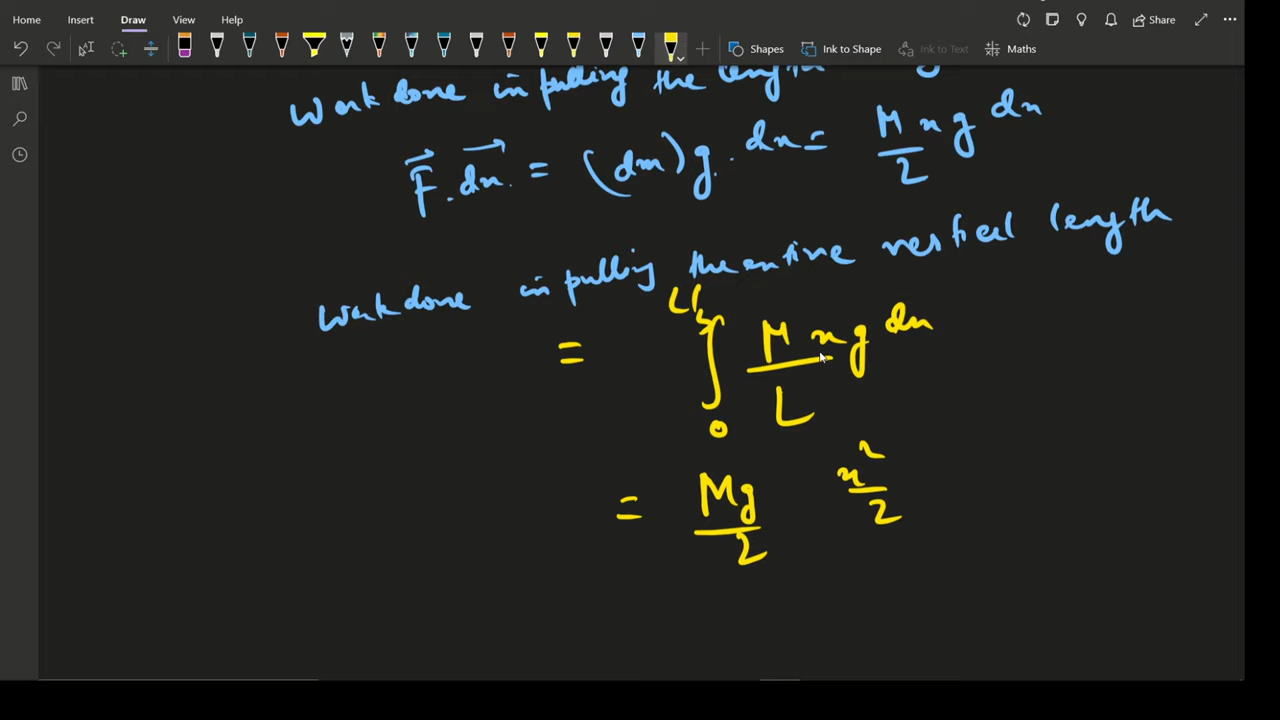 Home Insert Draw View Help Share
Shapes Ink to Shape Ink to Text Maths
Work done in pulling the length
F⃗ . dx⃗ = (dm) g . dx = M/2 x g dx
Work done in pulling the entire vertical length
= ∫₀ M/L x g dx
= Mg/2 x²/2